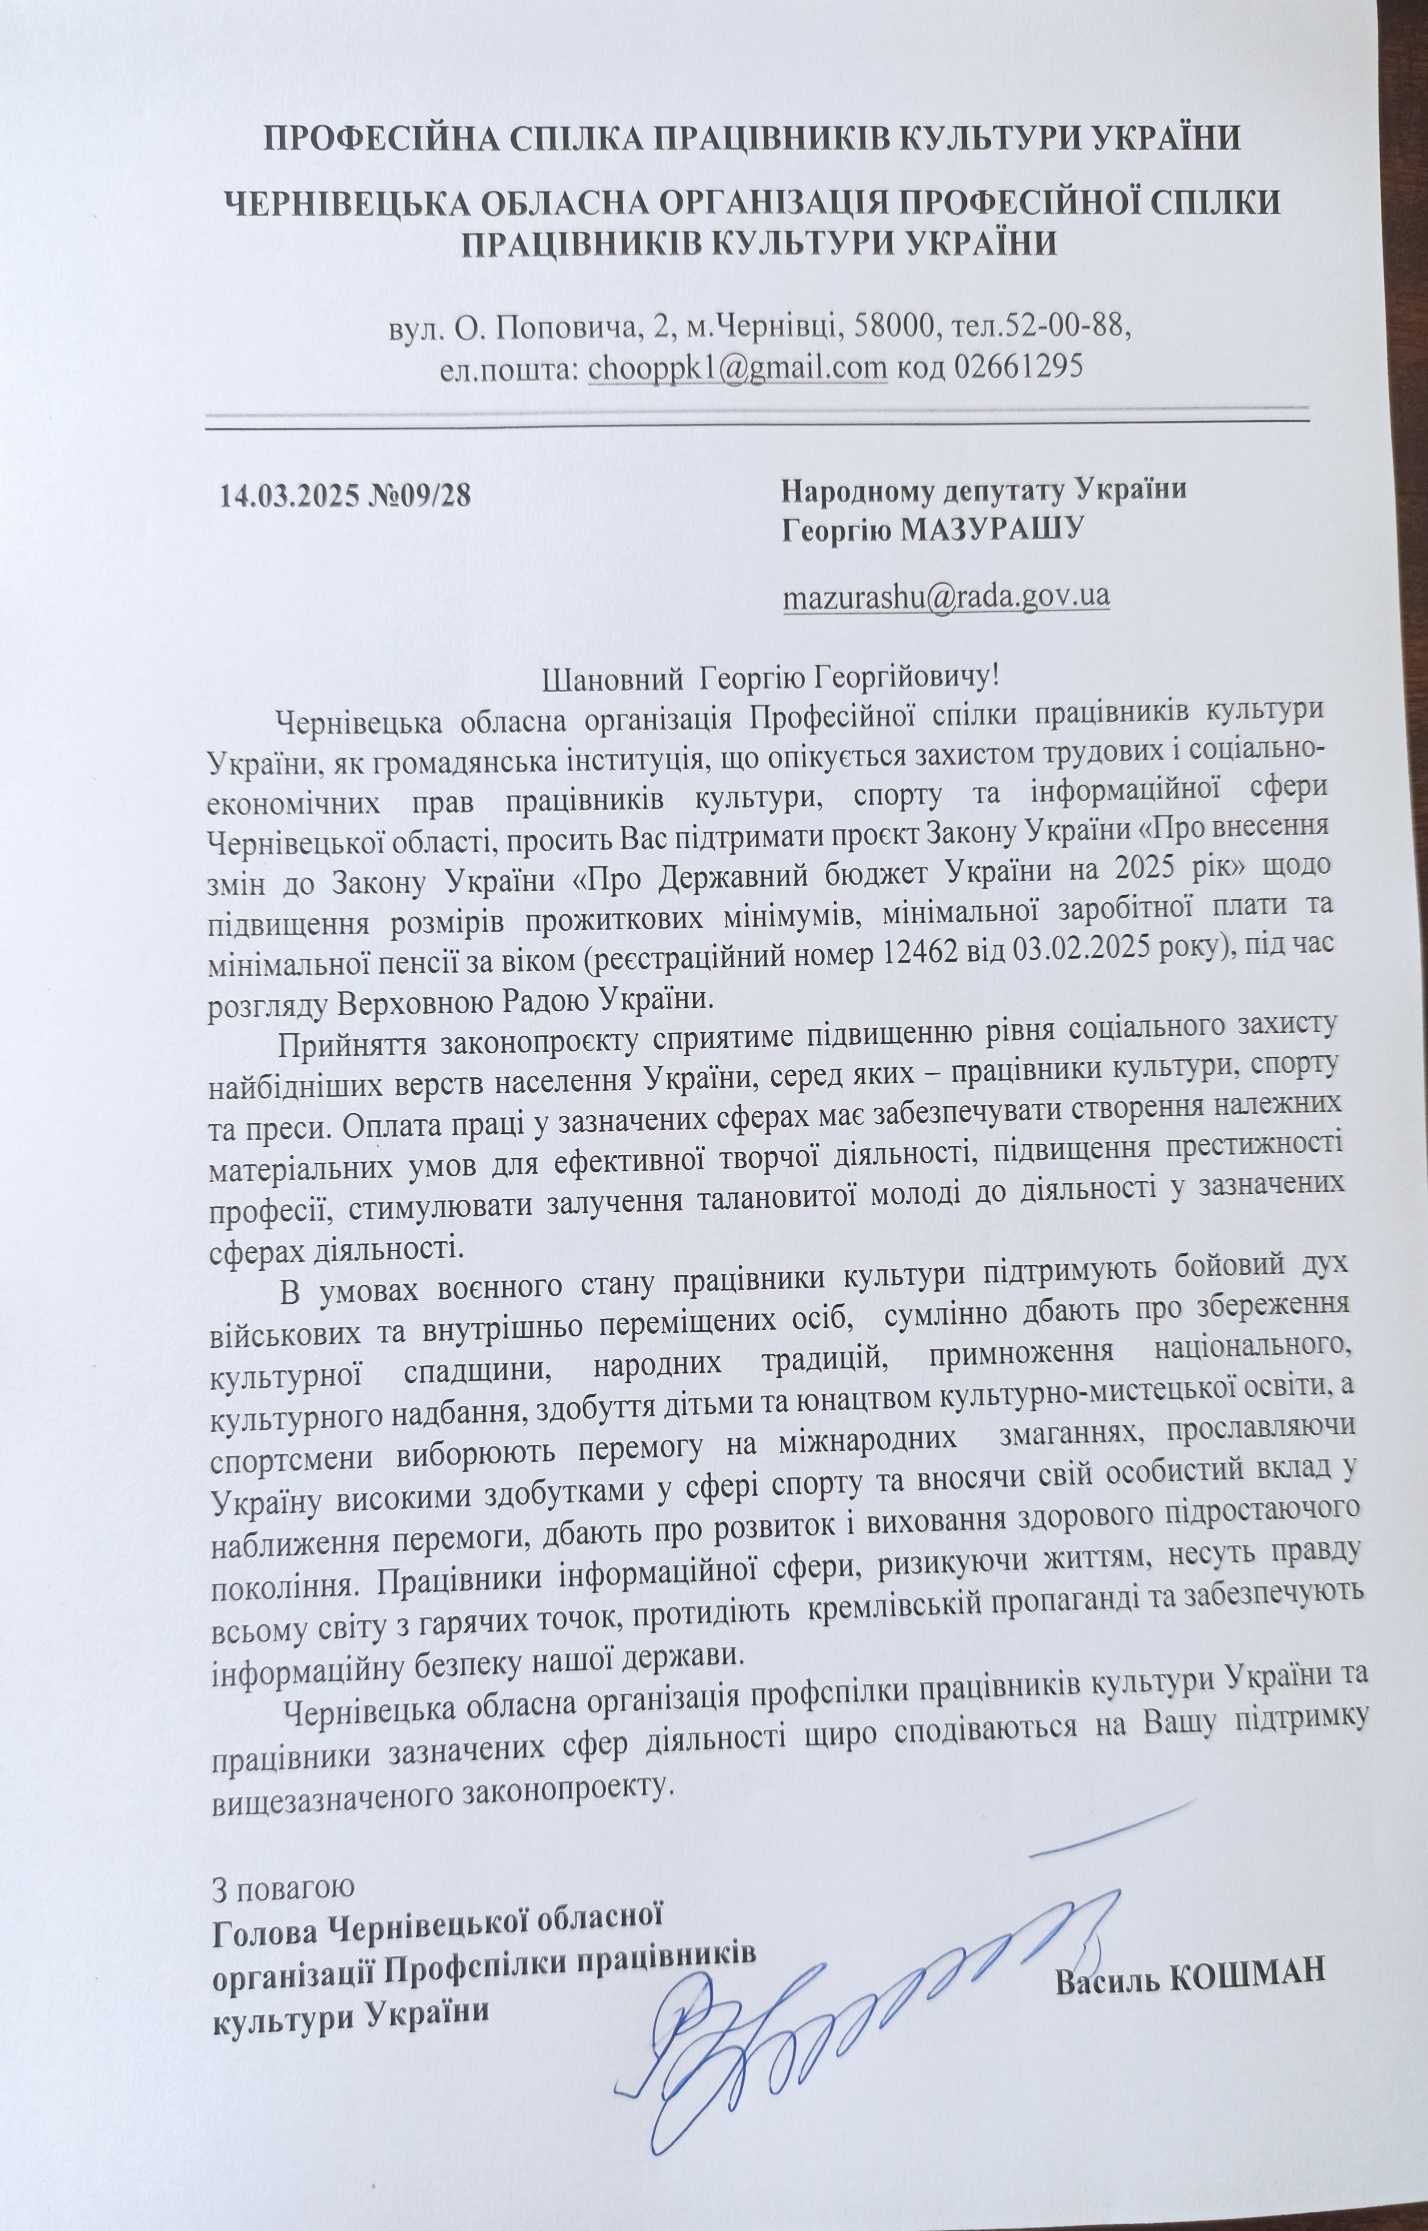 ПРОФЕСІЙНА СПІЛКА ПРАЦІВНИКІВ КУЛЬТУРИ УКРАЇНИ
ЧЕРНІВЕЦЬКА ОБЛАСНА ОРГАНІЗАЦІЯ ПРОФЕСІЙНОЇ СПІЛКИ
ПРАЦІВНИКІВ КУЛЬТУРИ УКРАЇНИ
вул. О. Поповича, 2, м.Чернівці, 58000, тел.52-00-88,
ел.пошта: chooppk1@gmail.com код 02661295
14.03.2025 №09/28
Народному депутату України
Георгію МАЗУРАШУ
mazurashu@rada.gov.ua
Шановний Георгію Георгійовичу!
Чернівецька обласна організація Професійної спілки працівників культури
України, як громадянська інституція, що опікується захистом трудових і соціально-
економічних прав працівників культури, спорту та інформаційної сфери
Чернівецької області, просить Вас підтримати проєкт Закону України «Про внесення
змін до Закону України «Про Державний бюджет України на 2025 рік» щодо
підвищення розмірів прожиткових мінімумів, мінімальної заробітної плати та
мінімальної пенсії за віком (реєстраційний номер 12462 від 03.02.2025 року), під час
розгляду Верховною Радою України.
Прийняття законопроєкту сприятиме підвищенню рівня соціального захисту
найбідніших верств населення України, серед яких – працівники культури, спорту
та преси. Оплата праці у зазначених сферах має забезпечувати створення належних
матеріальних умов для ефективної творчої діяльності, підвищення престижності
професії, стимулювати залучення талановитої молоді до діяльності у зазначених
сферах діяльності.
В умовах воєнного стану працівники культури підтримують бойовий дух
військових та внутрішньо переміщених осіб, сумлінно дбають про збереження
культурної спадщини, народних традицій, примноження національного,
культурного надбання, здобуття дітьми та юнацтвом культурно-мистецької освіти, а
спортсмени виборюють перемогу на міжнародних змаганнях, прославляючи
Україну високими здобутками у сфері спорту та вносячи свій особистий вклад у
наближення перемоги, дбають про розвиток і виховання здорового підростаючого
покоління. Працівники інформаційної сфери, ризикуючи життям, несуть правду
всьому світу з гарячих точок, протидіють кремлівській пропаганді та забезпечують
інформаційну безпеку нашої держави.
Чернівецька обласна організація профспілки працівників культури України та
працівники зазначених сфер діяльності щиро сподіваються на Вашу підтримку
вищезазначеного законопроекту.
З повагою
Голова Чернівецької обласної
організації Профспілки працівників
культури України
Василь КОШМАН